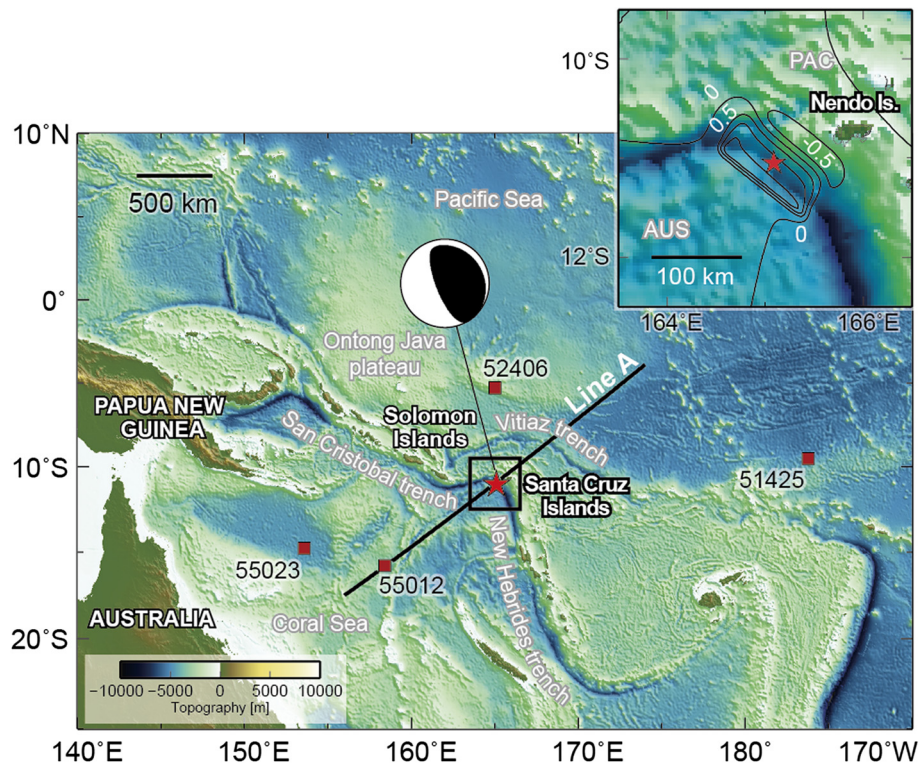 10°S
PAC
Nendo Is.
0
0.5
-0.5
12°S
AUS
0
100 km
164°E
166°E
10°N
500 km
Pacific Sea
0°
Ontong Java
plateau
52406
Line A
PAPUA NEW
GUINEA
Solomon
Islands
Vitiaz trench
San Cristobal trench
10°S
51425
Santa Cruz
Islands
New Hebrides trench
55023
55012
AUSTRALIA
Coral Sea
20°S
−10000 −5000 0 5000 10000
Topography [m]
140°E 150°E 160°E 170°E 180° 170°W